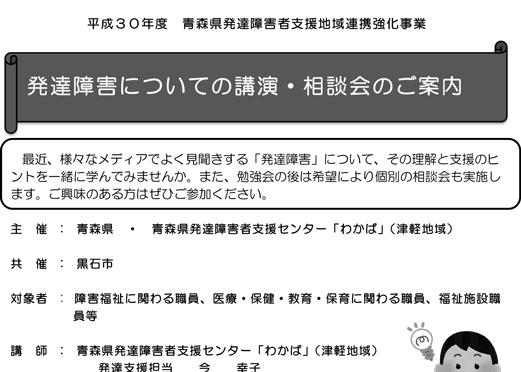 平成３０年度　青森県発達障害者支援地域連携強化事業
発達障害についての講演・相談会のご案内
最近、様々なメディアでよく見聞きする「発達障害」について、その理解と支援のヒ
ントを一緒に学んでみませんか。また、勉強会の後は希望により個別の相談会も実施し
ます。ご興味のある方はぜひご参加ください。
主　催　：　青森県　・　青森県発達障害者支援センター「わかば」（津軽地域）
共　催　：　黒石市
対象者　：　障害福祉に関わる職員、医療・保健・教育・保育に関わる職員、福祉施設職
員等
講　師　：　青森県発達障害者支援センター「わかば」（津軽地域）
発達支援担当　　今　　幸子